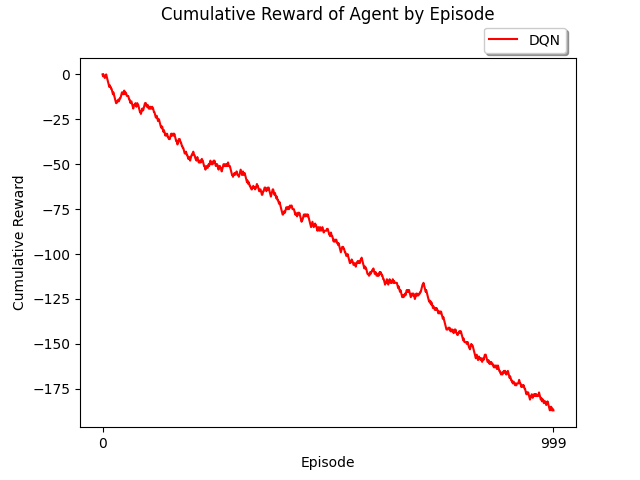 Cumulative Reward of Agent by Episode
DQN
0
−25
−50
−75
−100
−125
−150
−175
Cumulative Reward
0 999
Episode